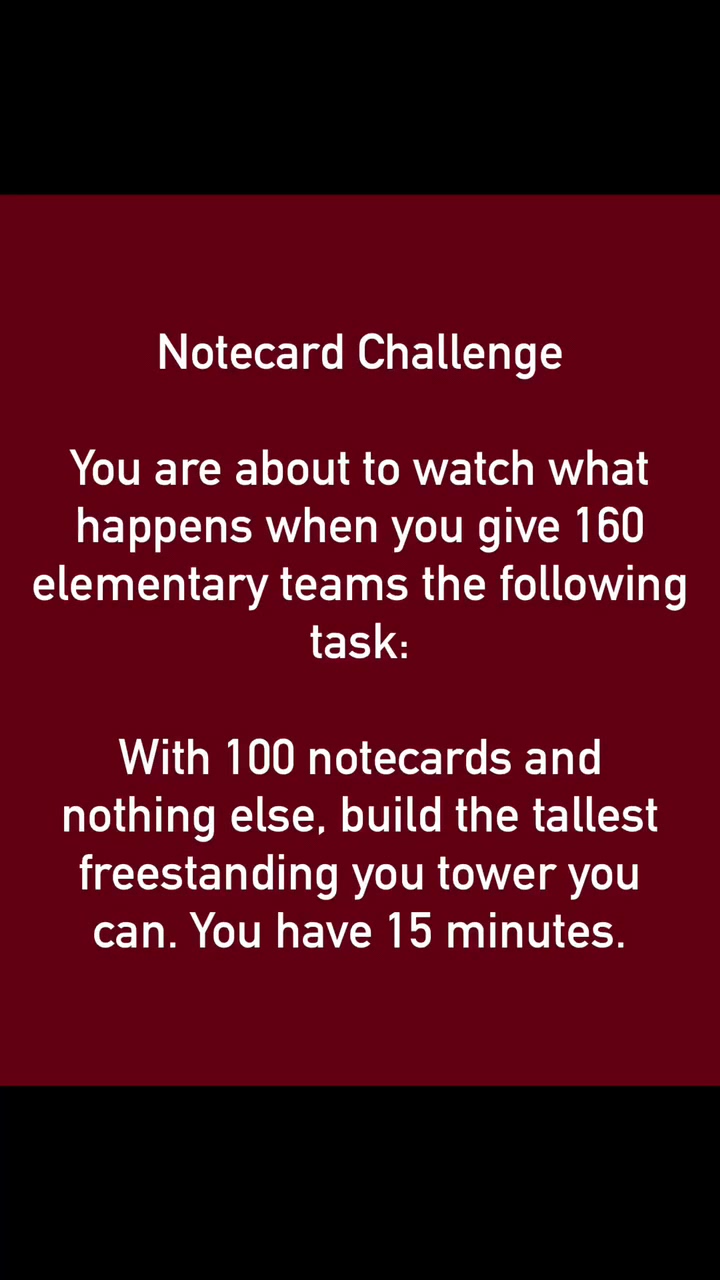 Notecard Challenge
You are about to watch what
happens when you give 160
elementary teams the following
task:
With 100 notecards and
nothing else, build the tallest
freestanding you tower you
can. You have 15 minutes.